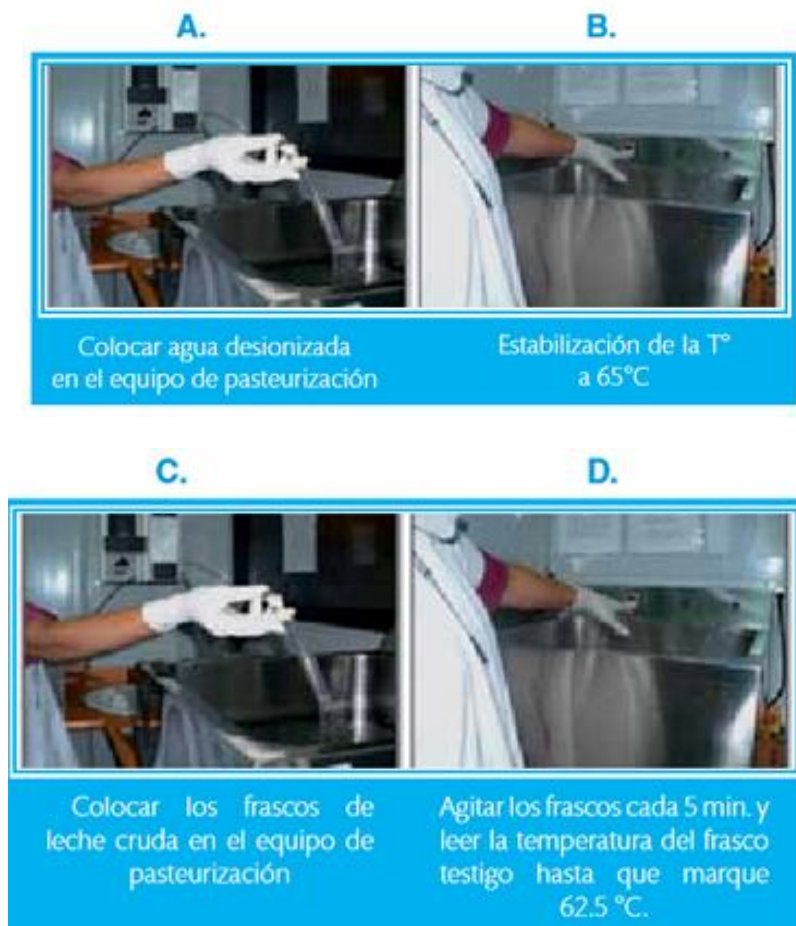 A.
B.
Colocar agua desionizada
en el equipo de pasteurización
Estabilización de la T°
a 65°C
C.
D.
Colocar los frascos de
leche cruda en el equipo de
pasteurización
Agitar los frascos cada 5 min. y
leer la temperatura del frasco
testigo hasta que marque
62.5 °C.